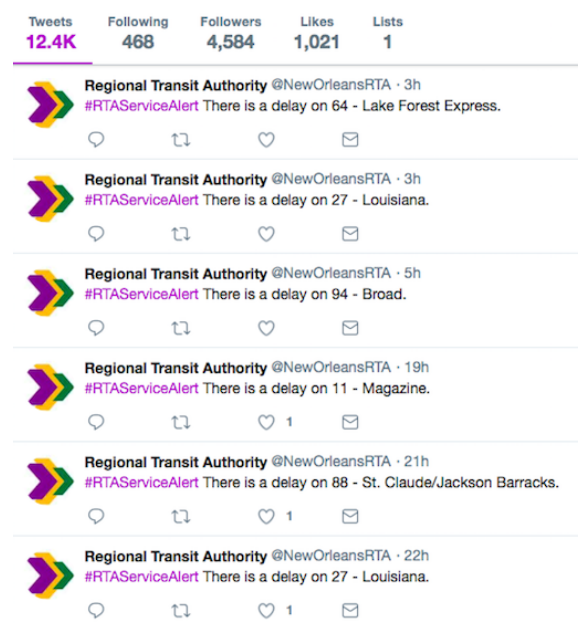 Tweets Following Followers Likes Lists
12.4K 468 4,584 1,021 1
Regional Transit Authority @NewOrleansRTA · 3h
#RTAServiceAlert There is a delay on 64 - Lake Forest Express.
Regional Transit Authority @NewOrleansRTA · 3h
#RTAServiceAlert There is a delay on 27 - Louisiana.
Regional Transit Authority @NewOrleansRTA · 5h
#RTAServiceAlert There is a delay on 94 - Broad.
Regional Transit Authority @NewOrleansRTA · 19h
#RTAServiceAlert There is a delay on 11 - Magazine.
1
Regional Transit Authority @NewOrleansRTA · 21h
#RTAServiceAlert There is a delay on 88 - St. Claude/Jackson Barracks.
1
Regional Transit Authority @NewOrleansRTA · 22h
#RTAServiceAlert There is a delay on 27 - Louisiana.
1